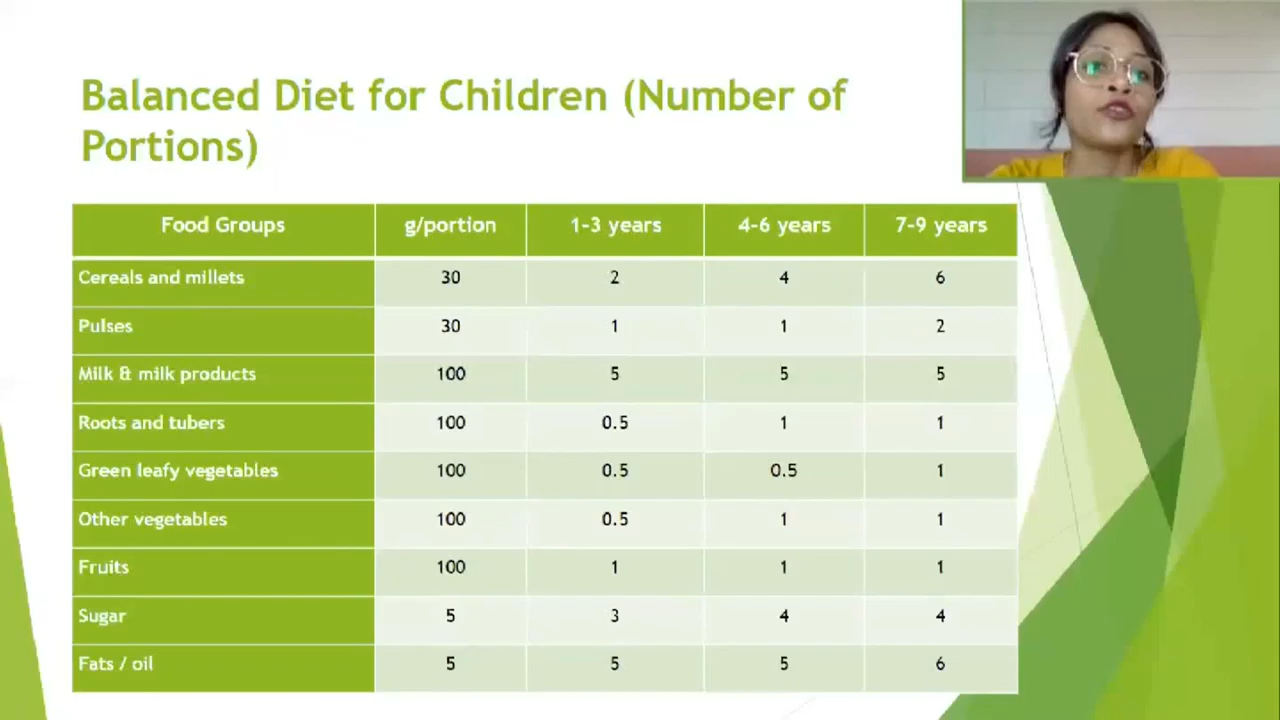 Balanced Diet for Children (Number of
Portions)
Food Groups g/portion 1-3 years 4-6 years 7-9 years
Cereals and millets 30 2 4 6
Pulses 30 1 1 2
Milk & milk products 100 5 5 5
Roots and tubers 100 0.5 1 1
Green leafy vegetables 100 0.5 0.5 1
Other vegetables 100 0.5 1 1
Fruits 100 1 1 1
Sugar 5 3 4 4
Fats / oil 5 5 5 6